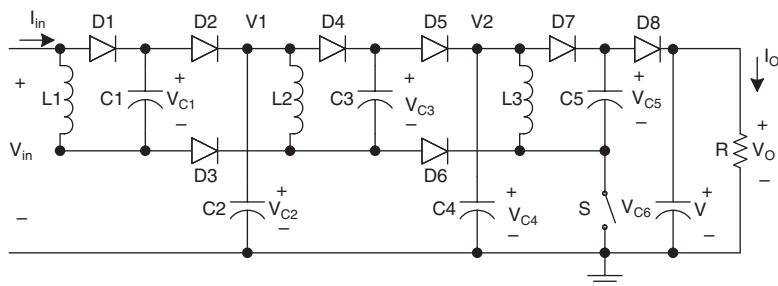 Iin D1 D2 V1 D4 D5 V2 D7 D8 IO
+ L1 C1 + VC1 − L2 C3 + VC3 − L3 C5 + VC5 − R + VO −
Vin D3 D6
− C2 + VC2 − C4 + VC4 − S VC6 + V −